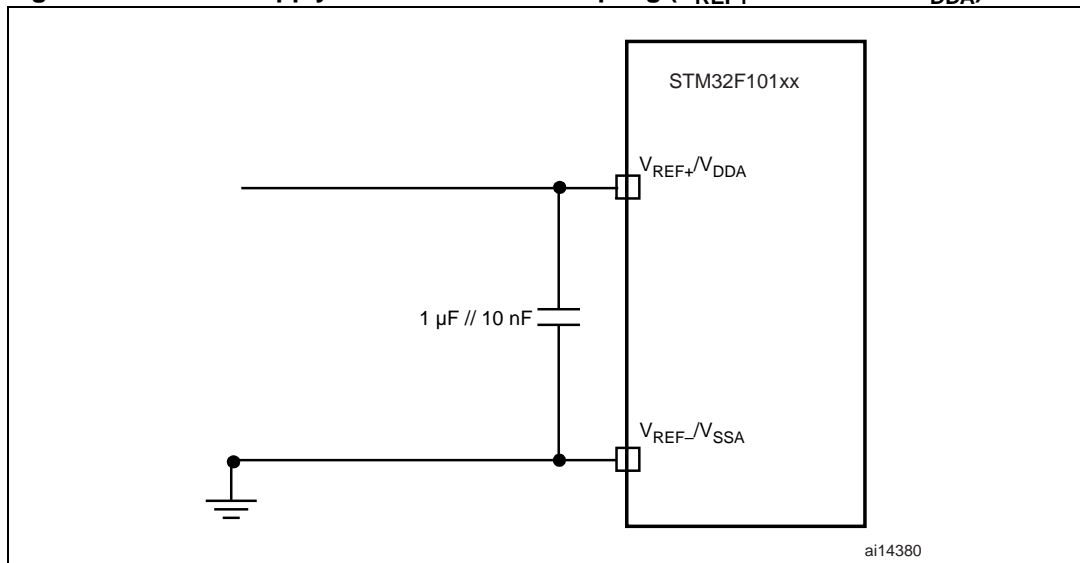 STM32F101xx
VREF+/VDDA
1 µF // 10 nF
VREF–/VSSA
ai14380